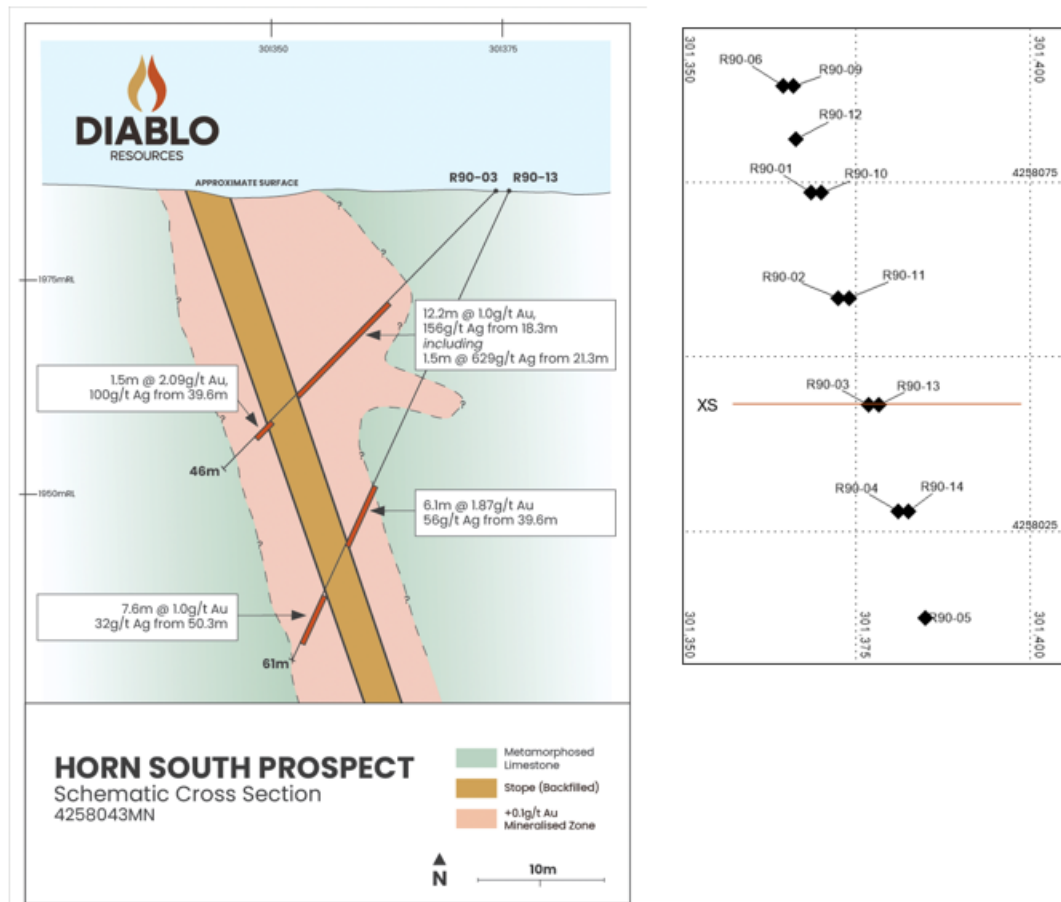 301350
301375
DIABLO
RESOURCES
APPROXIMATE SURFACE
R90-03
R90-13
?
?
1975mRL
?
?
12.2m @ 1.0g/t Au,
156g/t Ag from 18.3m
including
1.5m @ 629g/t Ag from 21.3m
1.5m @ 2.09g/t Au,
100g/t Ag from 39.6m
?
?
?
46m
1950mRL
6.1m @ 1.87g/t Au
56g/t Ag from 39.6m
?
7.6m @ 1.0g/t Au
32g/t Ag from 50.3m
61m
HORN SOUTH PROSPECT
Schematic Cross Section
4258043MN
Metamorphosed
Limestone
Stope (Backfilled)
+0.1g/t Au
Mineralised Zone
N
10m
301,350
301,400
R90-06
R90-09
R90-12
R90-01
R90-10
4258075
R90-02
R90-11
XS
R90-03
R90-13
R90-04
R90-14
4258025
R90-05
301,350
301,375
301,400